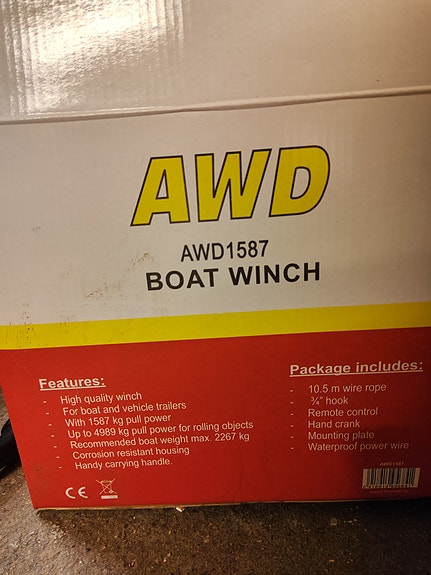 AWD
AWD1587
BOAT WINCH
Features:
- High quality winch
- For boat and vehicle trailers
- With 1587 kg pull power
- Up to 4989 kg pull power for rolling objects
- Recommended boat weight max. 2267 kg
- Corrosion resistant housing
- Handy carrying handle.
CE
Package includes:
- 10.5 m wire rope
- ¾" hook
- Remote control
- Hand crank
- Mounting plate
- Waterproof power wire
AWD1587